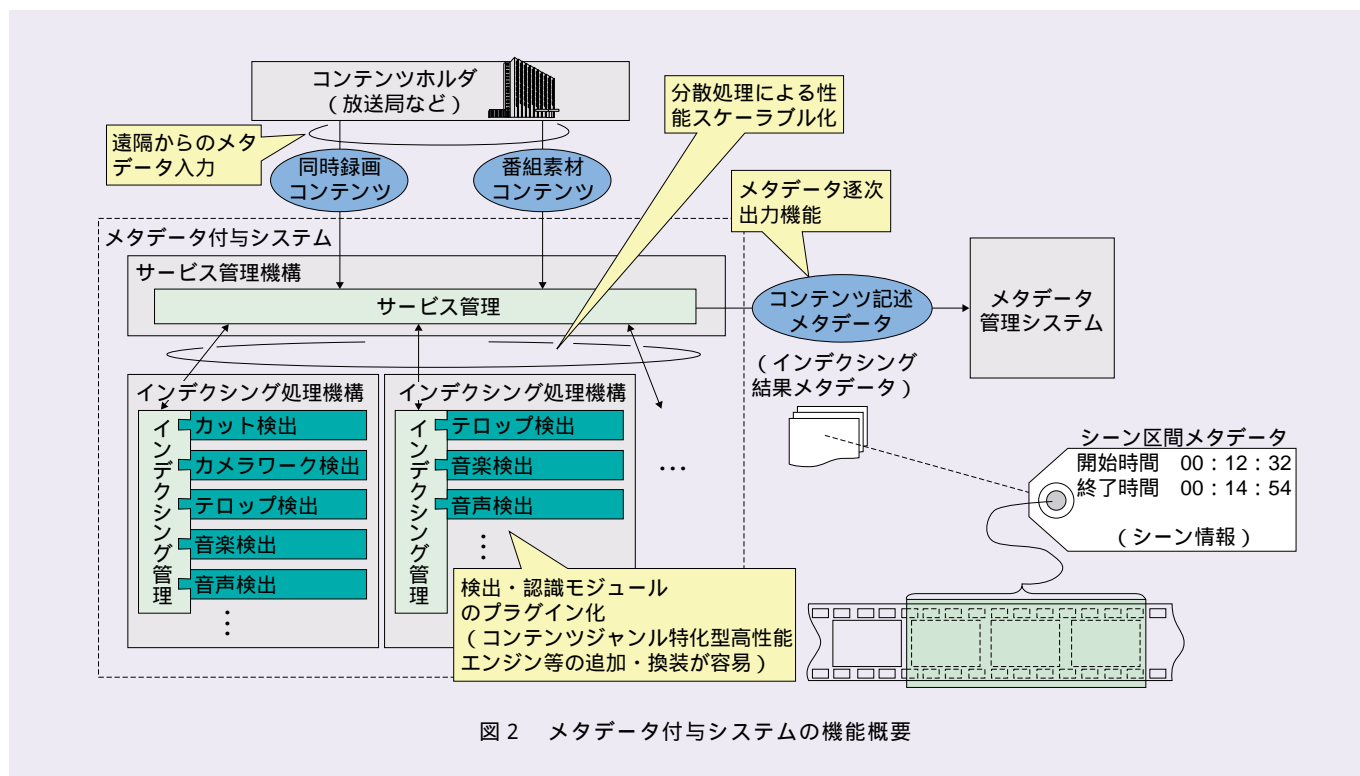 コンテンツホルダ
（放送局など）
遠隔からのメタ
データ入力
同時録画
コンテンツ
番組素材
コンテンツ
分散処理による性
能スケーラブル化
メタデータ逐次
出力機能
メタデータ付与システム
サービス管理機構
サービス管理
コンテンツ記述
メタデータ
メタデータ
管理システム
（インデクシング
結果メタデータ）
インデクシング処理機構
インデクシング管理
カット検出
カメラワーク検出
テロップ検出
音楽検出
音声検出
⋮
インデクシング処理機構
インデクシング管理
テロップ検出
音楽検出
音声検出
⋮
…
検出・認識モジュール
のプラグイン化
（コンテンツジャンル特化型高性能
エンジン等の追加・換装が容易）
シーン区間メタデータ
開始時間 00：12：32
終了時間 00：14：54
（シーン情報）
図2 メタデータ付与システムの機能概要